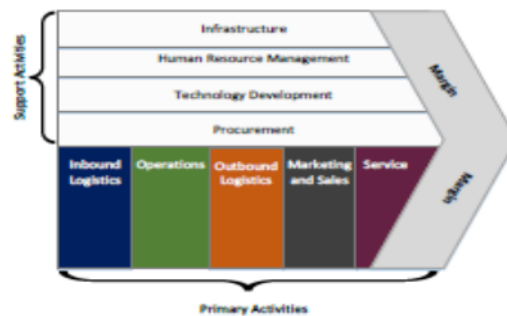 Support Activities
Infrastructure
Human Resource Management
Technology Development
Procurement
Margin
Inbound
Logistics
Operations
Outbound
Logistics
Marketing
and Sales
Service
Margin
Primary Activities